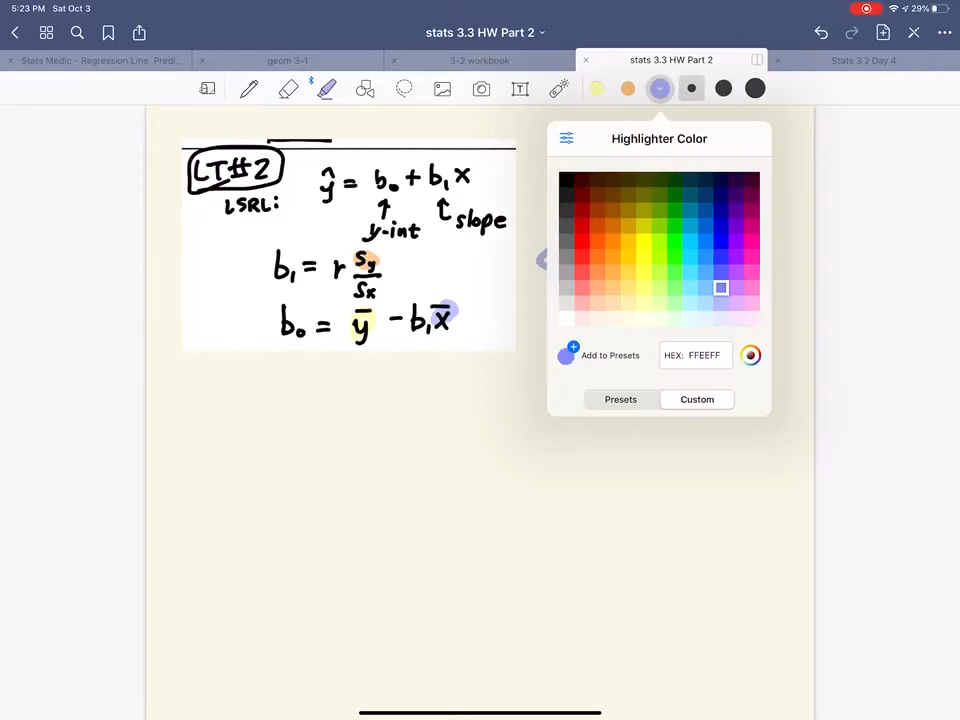 5:23 PM Sat Oct 3
29%
stats 3.3 HW Part 2
Stats Medic - Regression Line, Predi...
geom 3-1
3-2 workbook
stats 3.3 HW Part 2
Stats 3.2 Day 4
Highlighter Color
Add to Presets
HEX: FFEEFF
Presets
Custom
LT#2
ŷ = b₀ + b₁x
LSRL:
y-int
slope
b₁ = r Sy/Sx
b₀ = ȳ - b₁x̄